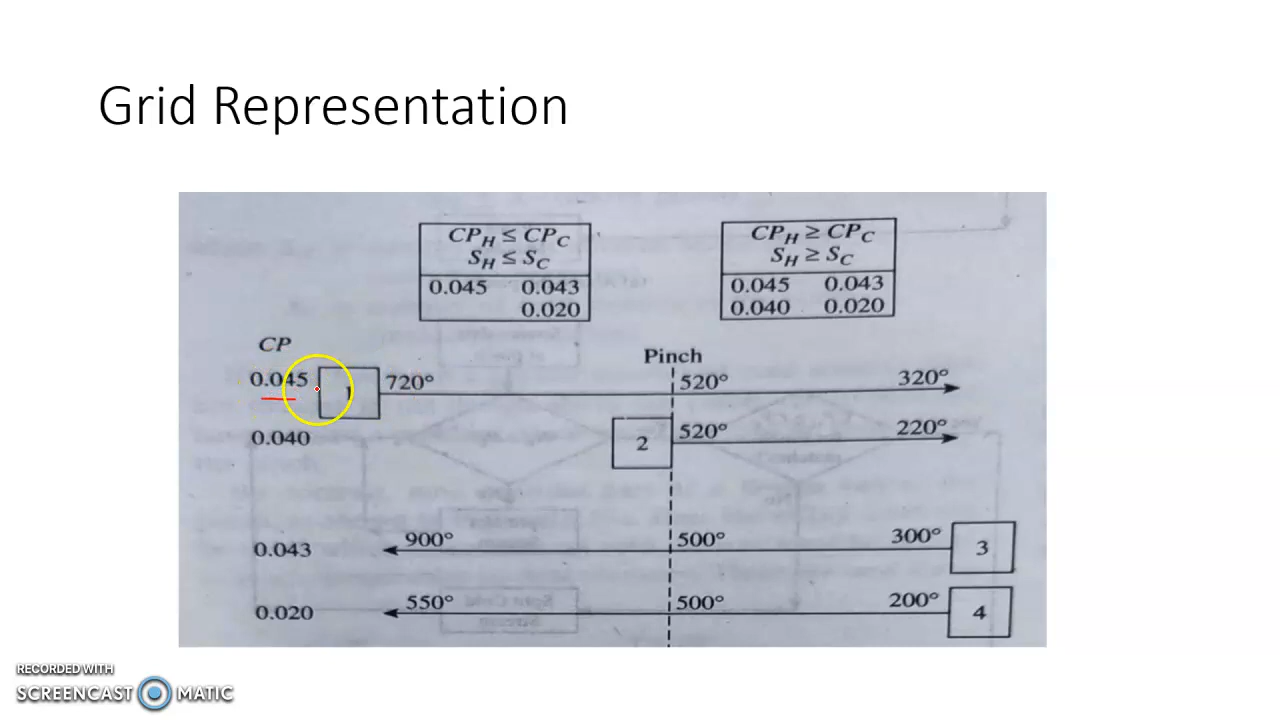 Grid Representation
CP_H ≤ CP_C
S_H ≤ S_C
0.045 0.043
0.020
CP_H ≥ CP_C
S_H ≥ S_C
0.045 0.043
0.040 0.020
CP
Pinch
0.045 1 720° 520° 320°
0.040 2 520° 220°
0.043 900° 500° 300° 3
0.020 550° 500° 200° 4
RECORDED WITH
SCREENCAST MATIC